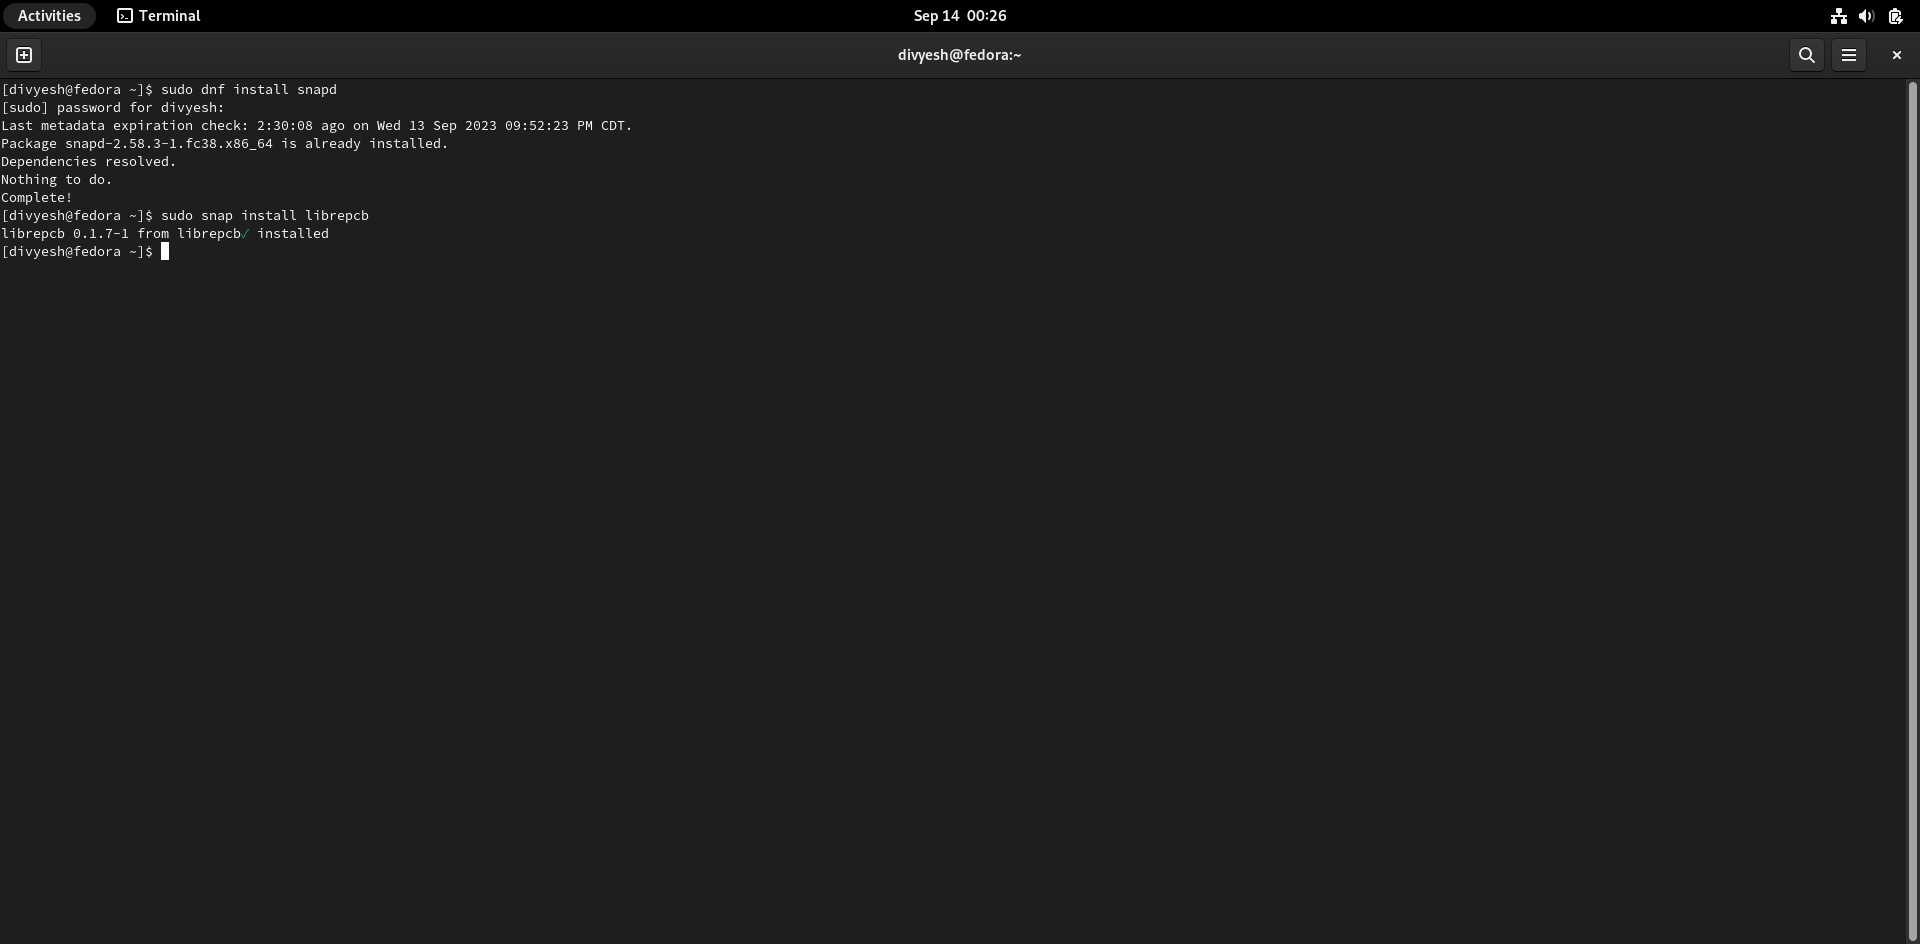 Activities
Terminal
Sep 14 00:26
divyesh@fedora:~
[divyesh@fedora ~]$ sudo dnf install snapd
[sudo] password for divyesh:
Last metadata expiration check: 2:30:08 ago on Wed 13 Sep 2023 09:52:23 PM CDT.
Package snapd-2.58.3-1.fc38.x86_64 is already installed.
Dependencies resolved.
Nothing to do.
Complete!
[divyesh@fedora ~]$ sudo snap install librepcb
librepcb 0.1.7-1 from librepcb✓ installed
[divyesh@fedora ~]$